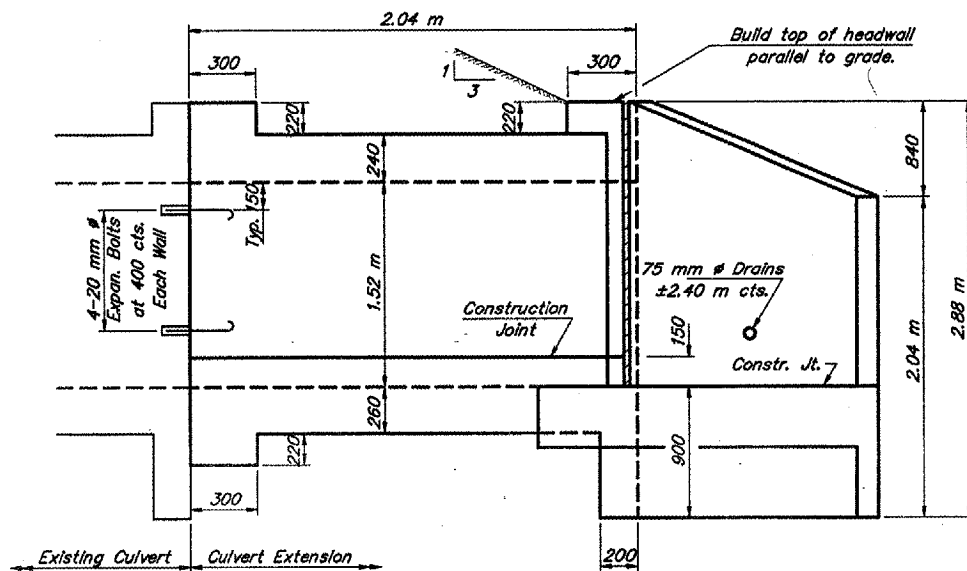 2.04 m
Build top of headwall
parallel to grade.
300
300
1
3
220
220
240
840
Typ. 150
4-20 mm ø
Expan. Bolts
at 400 cts.
Each Wall
1.52 m
75 mm ø Drains
±2.40 m cts.
Construction
Joint
150
Constr. Jt.
2.04 m
2.88 m
260
220
900
300
200
Existing Culvert
Culvert Extension